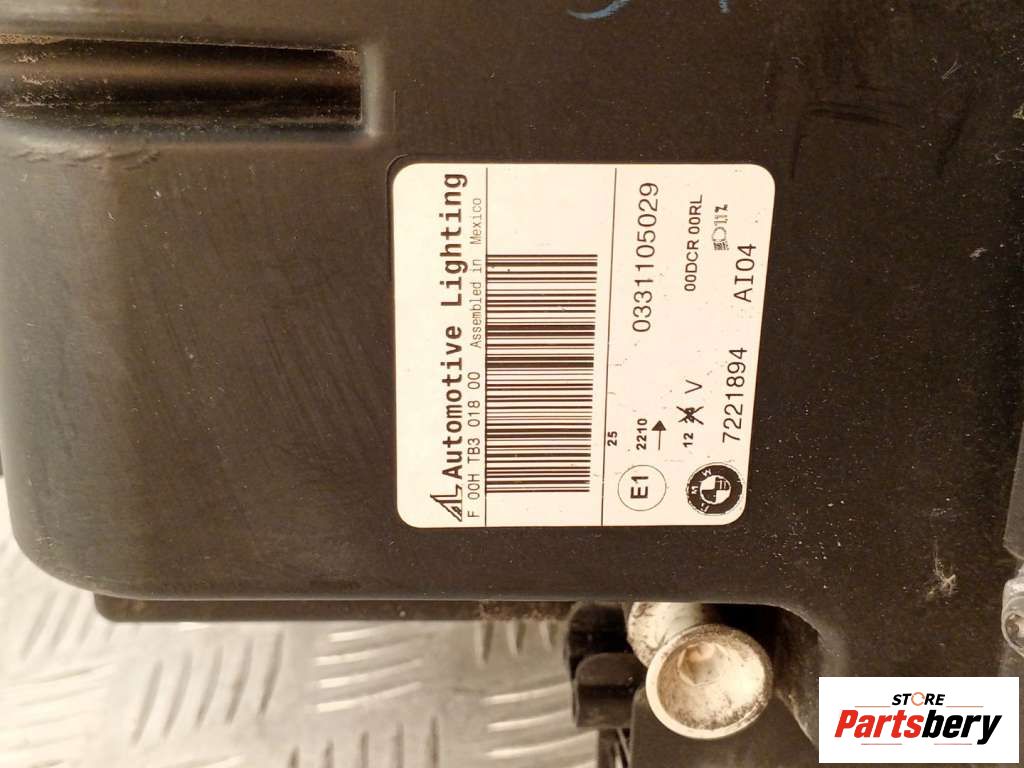 Automotive Lighting
F 00H TB3 018 00 Assembled in Mexico
25
E1
2210
0331105029
12 V
00DCR 00RL
7221894 AI04
STORE
Partsbery